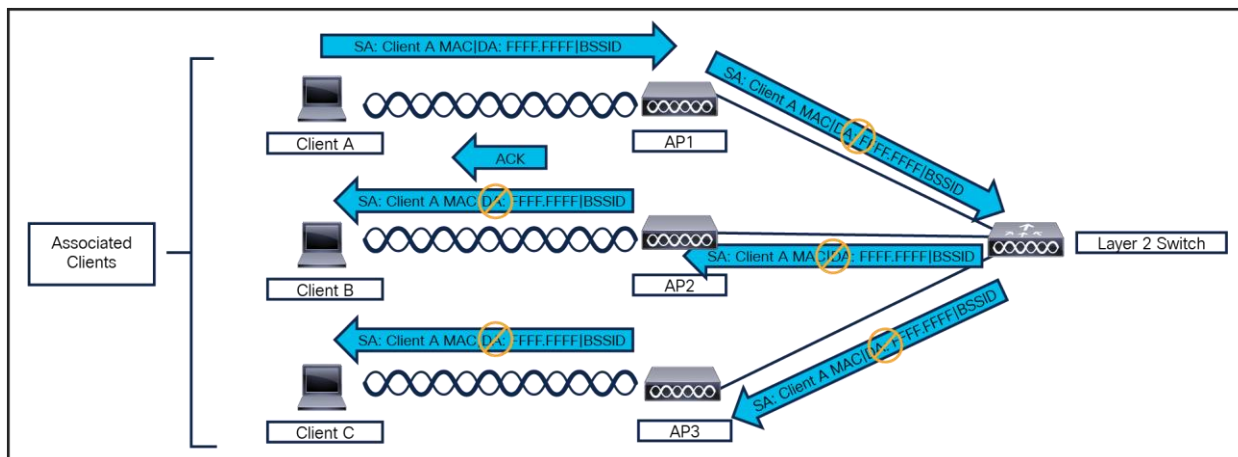 SA: Client A MAC|DA: FFFF.FFFF|BSSID
SA: Client A MAC|DA: FFFF.FFFF|BSSID
Client A
AP1
ACK
SA: Client A MAC|DA: FFFF.FFFF|BSSID
Associated
Clients
Layer 2 Switch
SA: Client A MAC|DA: FFFF.FFFF|BSSID
Client B
AP2
SA: Client A MAC|DA: FFFF.FFFF|BSSID
SA: Client A MAC|DA: FFFF.FFFF|BSSID
Client C
AP3